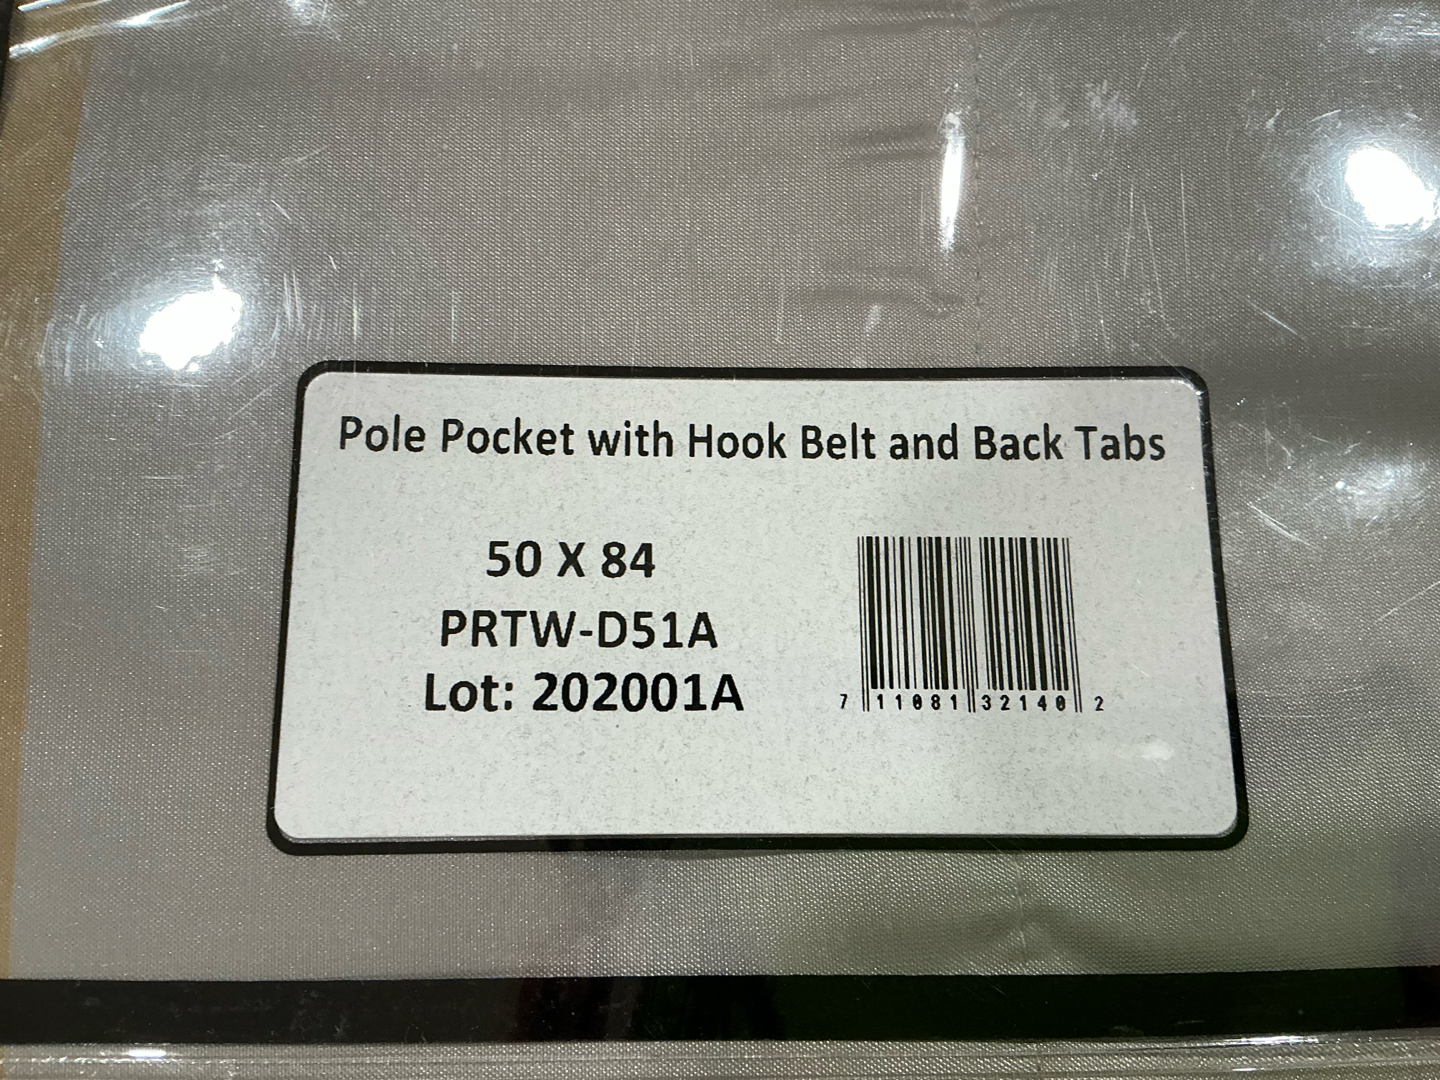 Pole Pocket with Hook Belt and Back Tabs
50 X 84
PRTW-D51A
Lot: 202001A
7 11081 32140 2